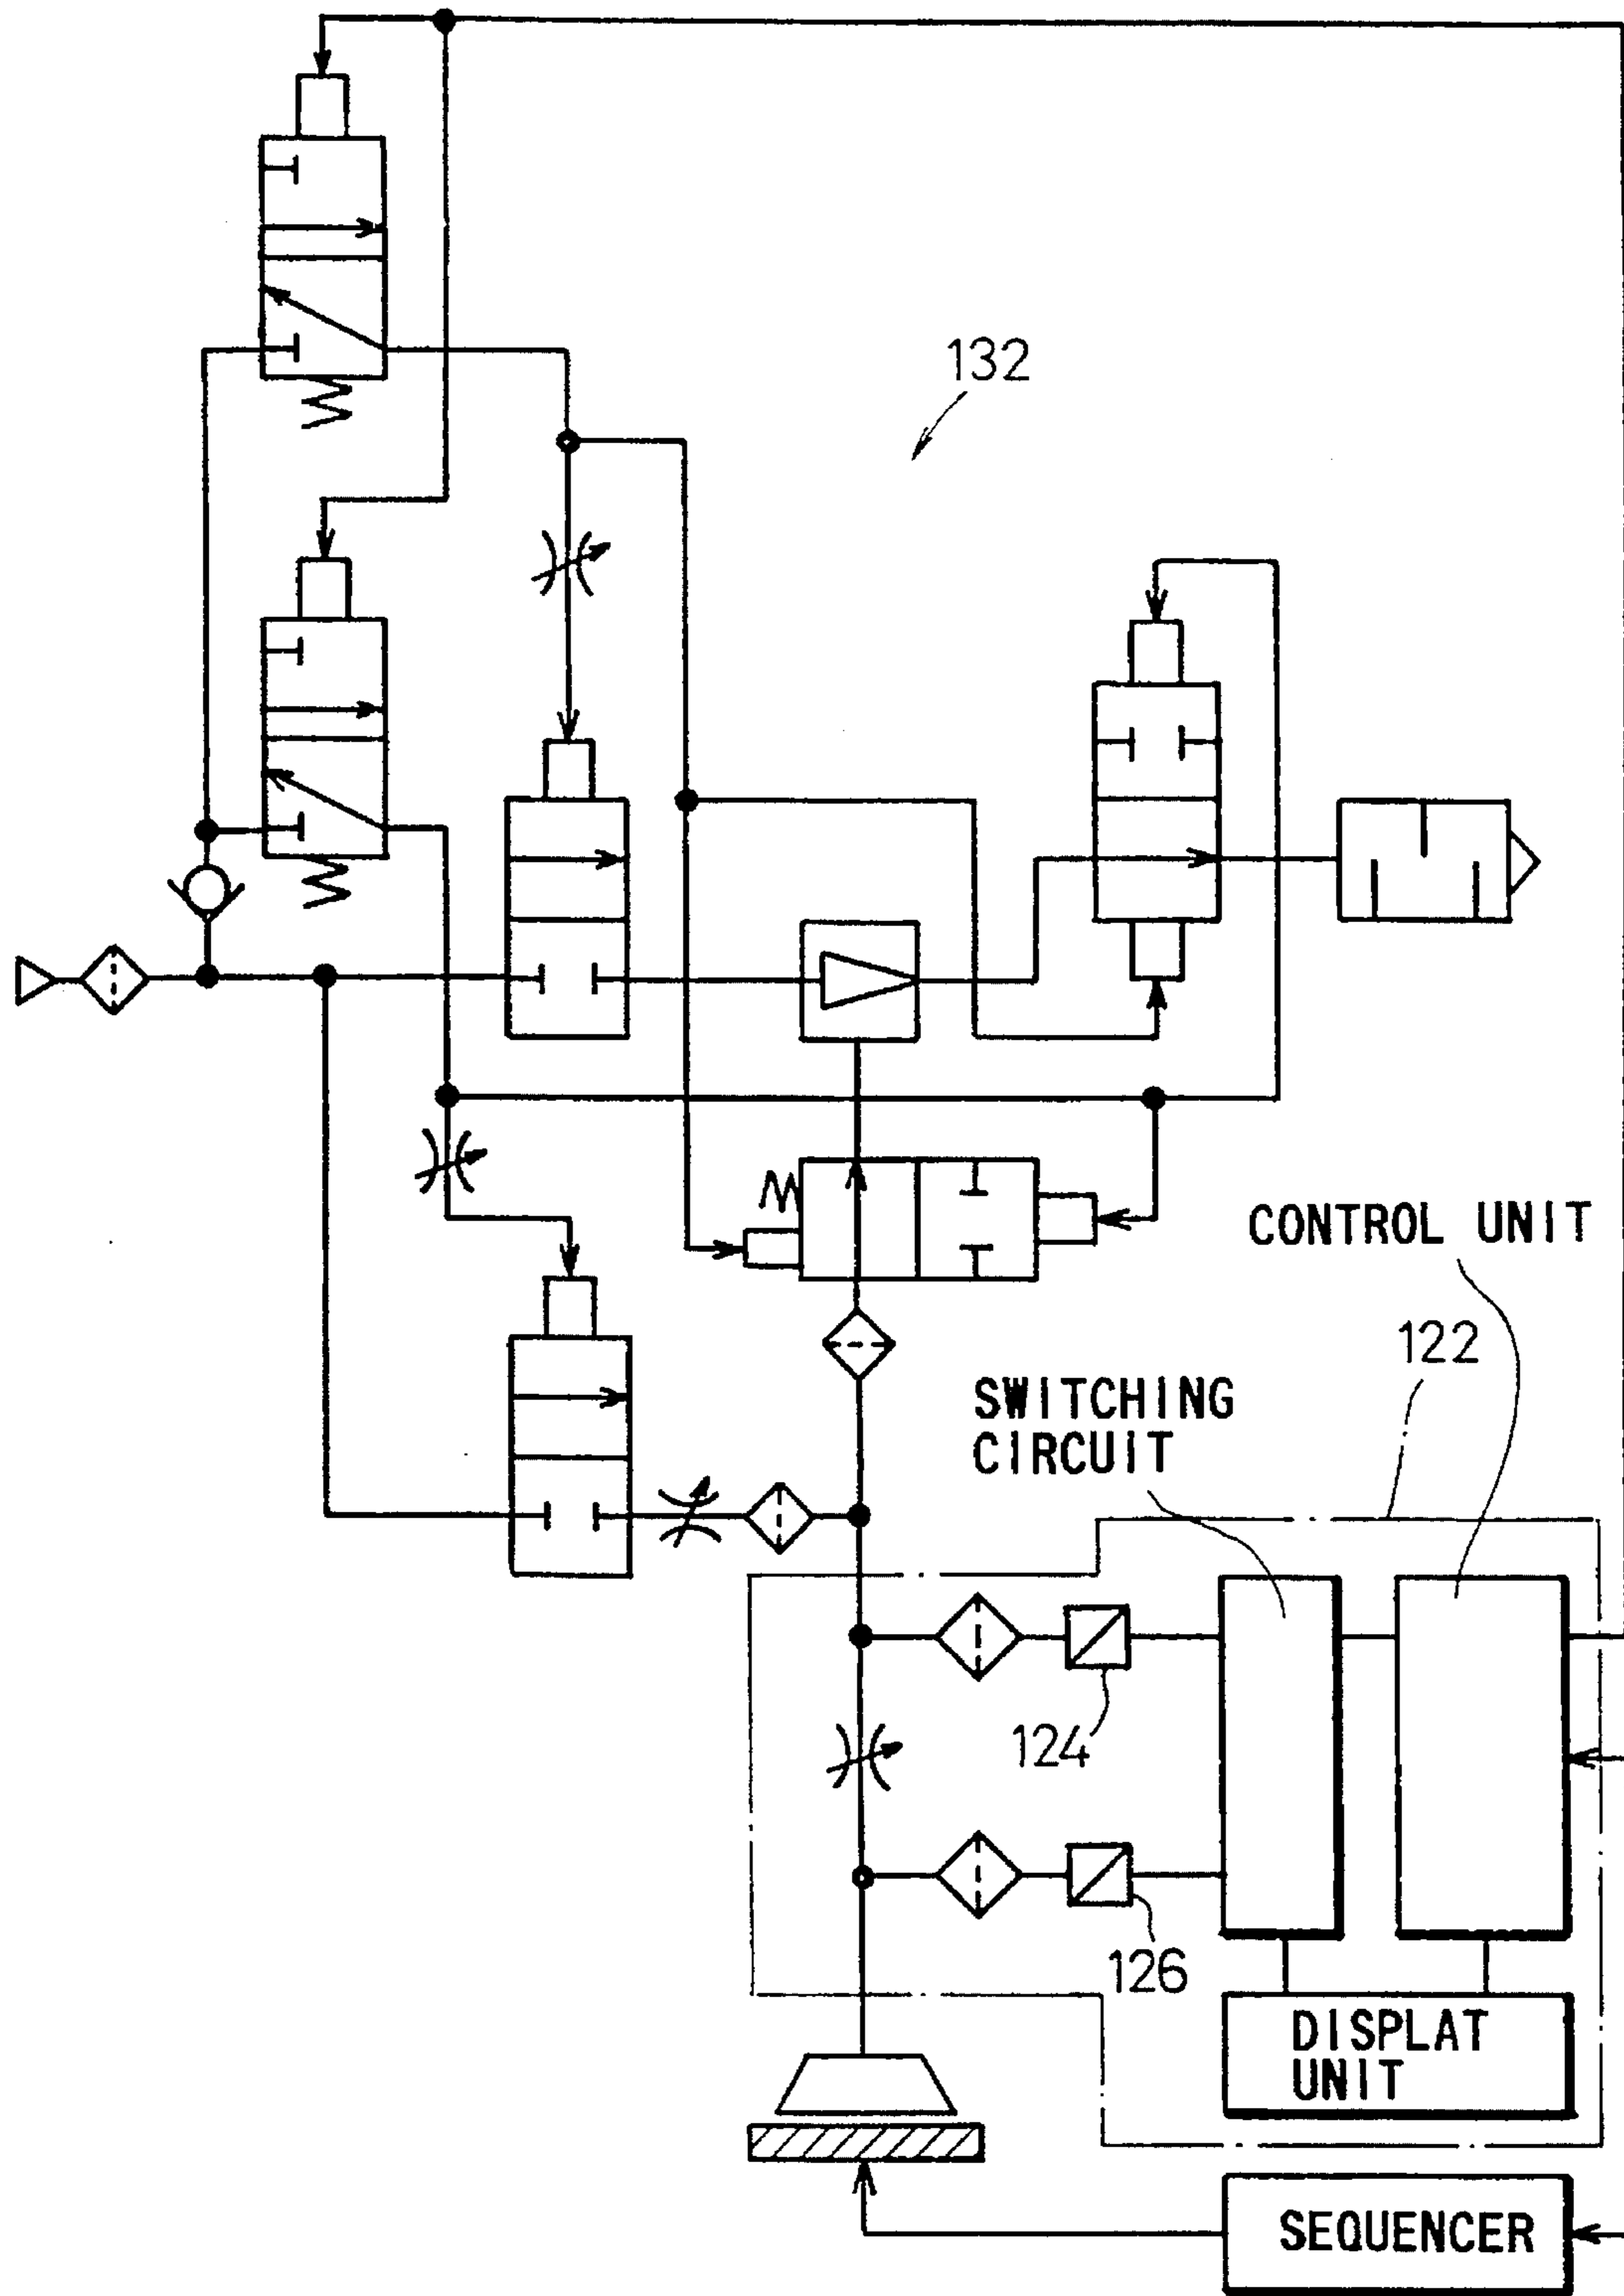 132
CONTROL UNIT
122
SWITCHING
CIRCUIT
124
126
DISPLAT
UNIT
SEQUENCER